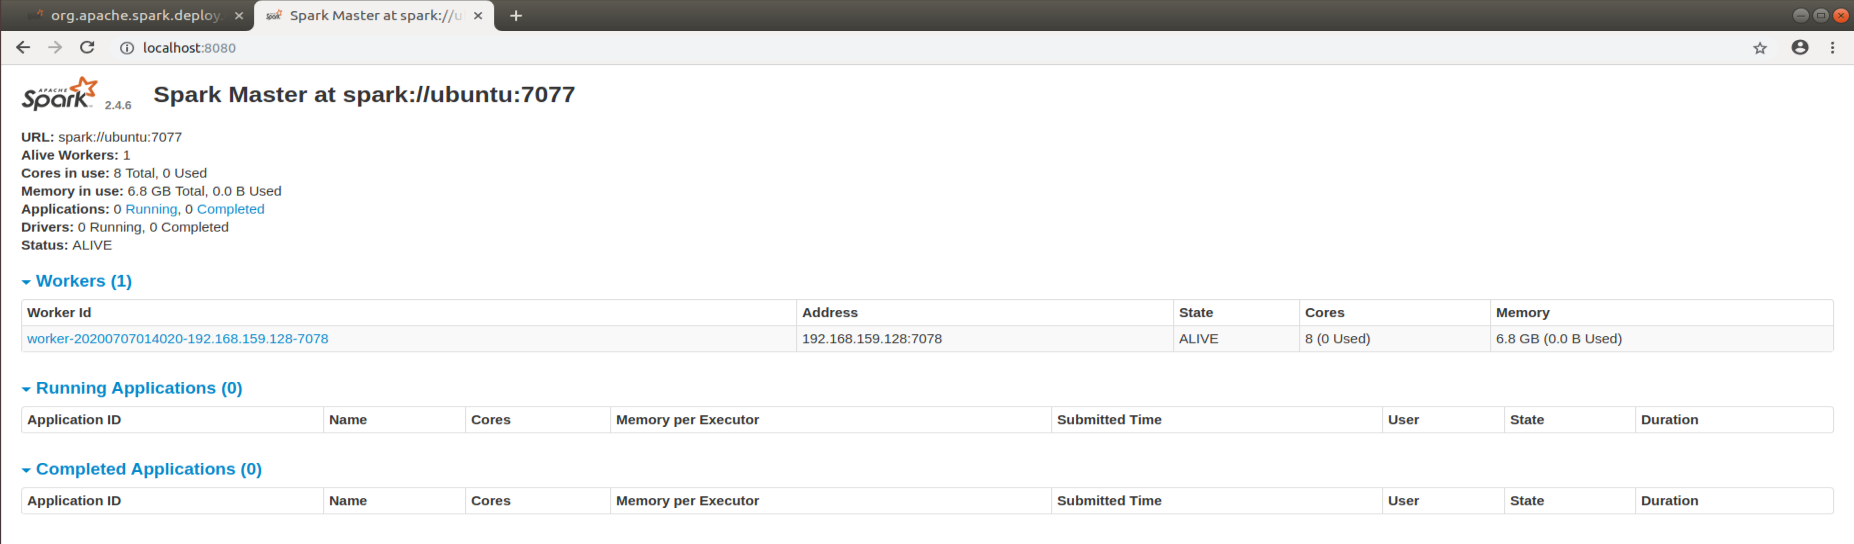 org.apache.spark.deploy.
Spark Master at spark://u
localhost:8080
APACHE
Spark 2.4.6 Spark Master at spark://ubuntu:7077
URL: spark://ubuntu:7077
Alive Workers: 1
Cores in use: 8 Total, 0 Used
Memory in use: 6.8 GB Total, 0.0 B Used
Applications: 0 Running, 0 Completed
Drivers: 0 Running, 0 Completed
Status: ALIVE
Workers (1)
Worker Id Address State Cores Memory
worker-20200707014020-192.168.159.128-7078 192.168.159.128:7078 ALIVE 8 (0 Used) 6.8 GB (0.0 B Used)
Running Applications (0)
Application ID Name Cores Memory per Executor Submitted Time User State Duration
Completed Applications (0)
Application ID Name Cores Memory per Executor Submitted Time User State Duration